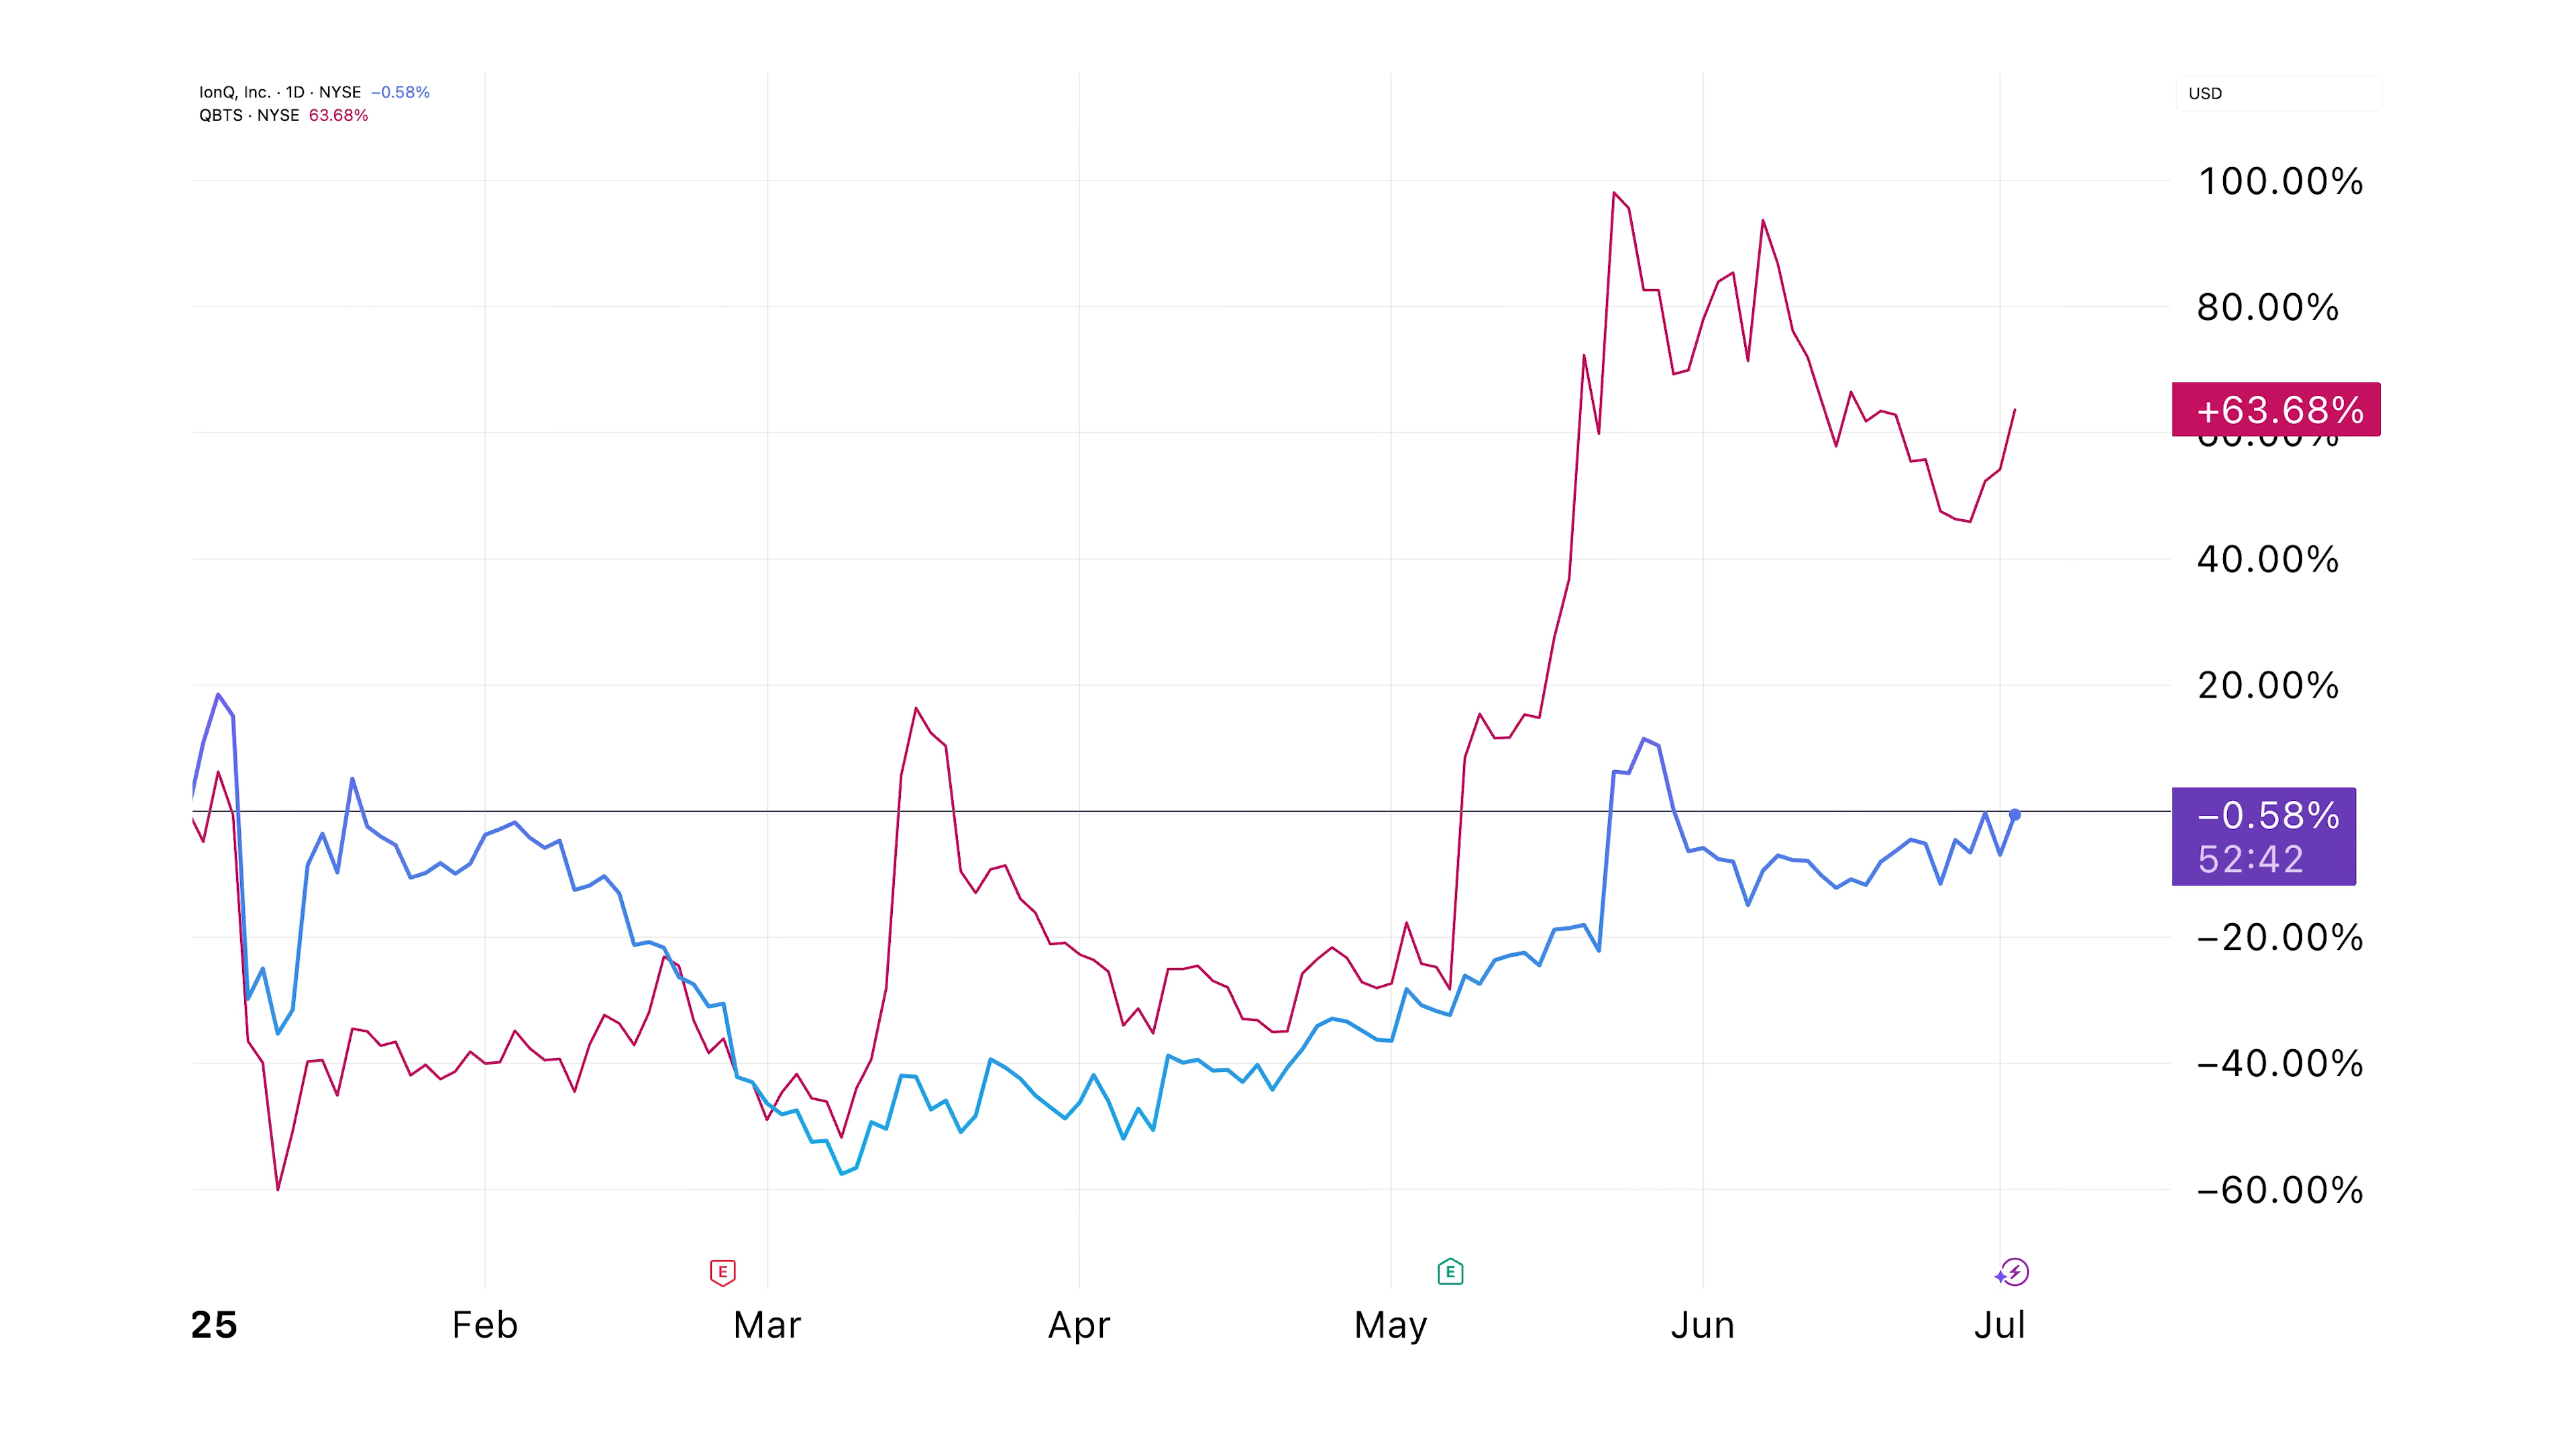 IonQ, Inc. · 1D · NYSE −0.58%
QBTS · NYSE 63.68%
USD
100.00%
80.00%
+63.68%
60.00%
40.00%
20.00%
−0.58%
52:42
−20.00%
−40.00%
−60.00%
E
E
25 Feb Mar Apr May Jun Jul